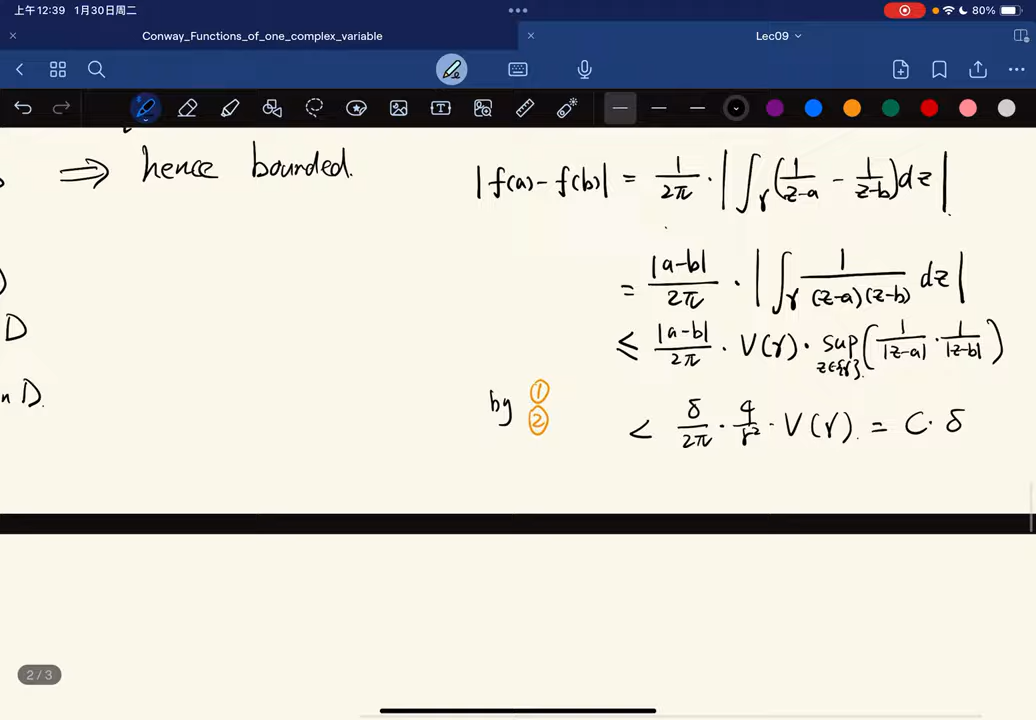 上午12:39 1月30日周二
80%
Conway_Functions_of_one_complex_variable
Lec09
⟹ hence bounded.
|f(a)-f(b)| = 1/2π · |∫_γ (1/(z-a) - 1/(z-b)) dz|
= |a-b|/2π · |∫_γ 1/((z-a)(z-b)) dz|
D
≤ |a-b|/2π · V(γ) · sup_{z∈{γ}} (1/|z-a| · 1/|z-b|)
n D.
by ① ②
< δ/2π · 4/r² · V(γ). = C · δ
2 / 3